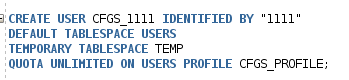 CREATE USER CFGS_1111 IDENTIFIED BY "1111"
DEFAULT TABLESPACE USERS
TEMPORARY TABLESPACE TEMP
QUOTA UNLIMITED ON USERS PROFILE CFGS_PROFILE;